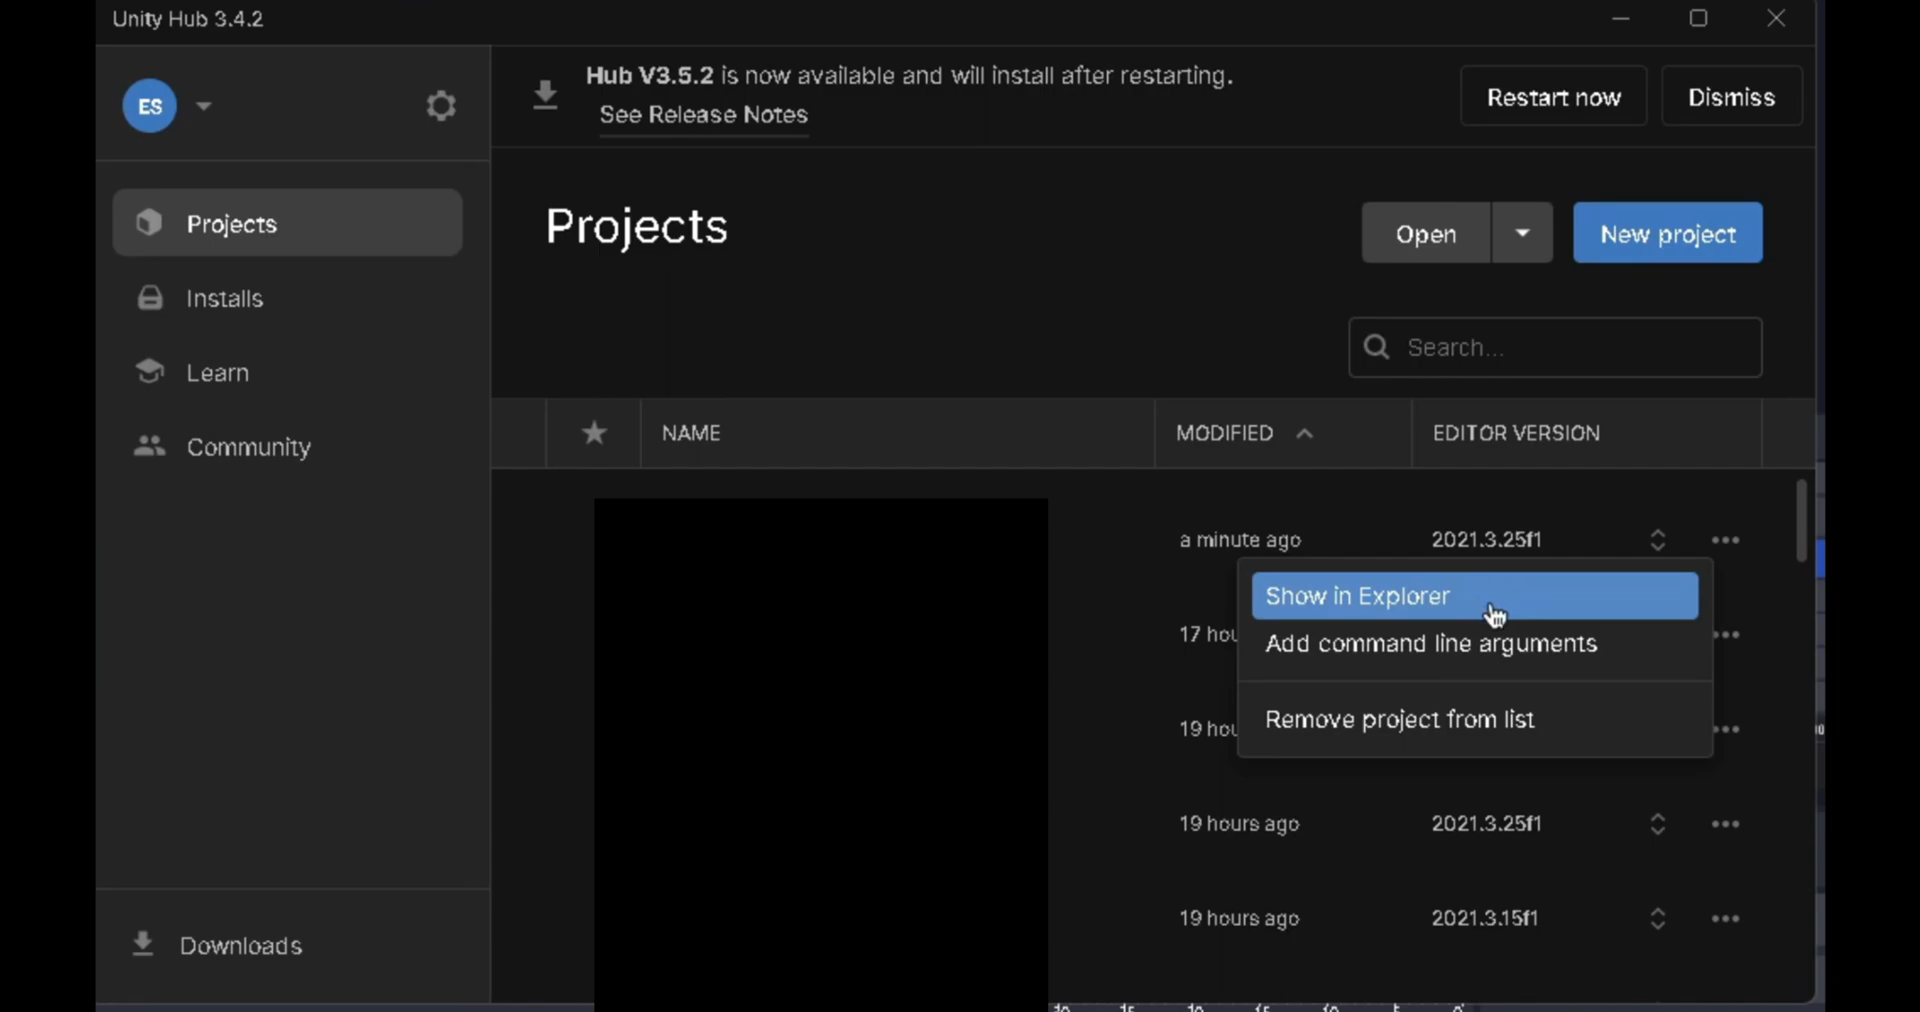 Unity Hub 3.4.2
ES
Hub V3.5.2 is now available and will install after restarting.
See Release Notes
Restart now
Dismiss
Projects
Installs
Learn
Community
Downloads
Projects
Open
New project
Search...
NAME
MODIFIED
EDITOR VERSION
a minute ago
2021.3.25f1
Show in Explorer
Add command line arguments
Remove project from list
17
19
19 hours ago
2021.3.25f1
19 hours ago
2021.3.15f1